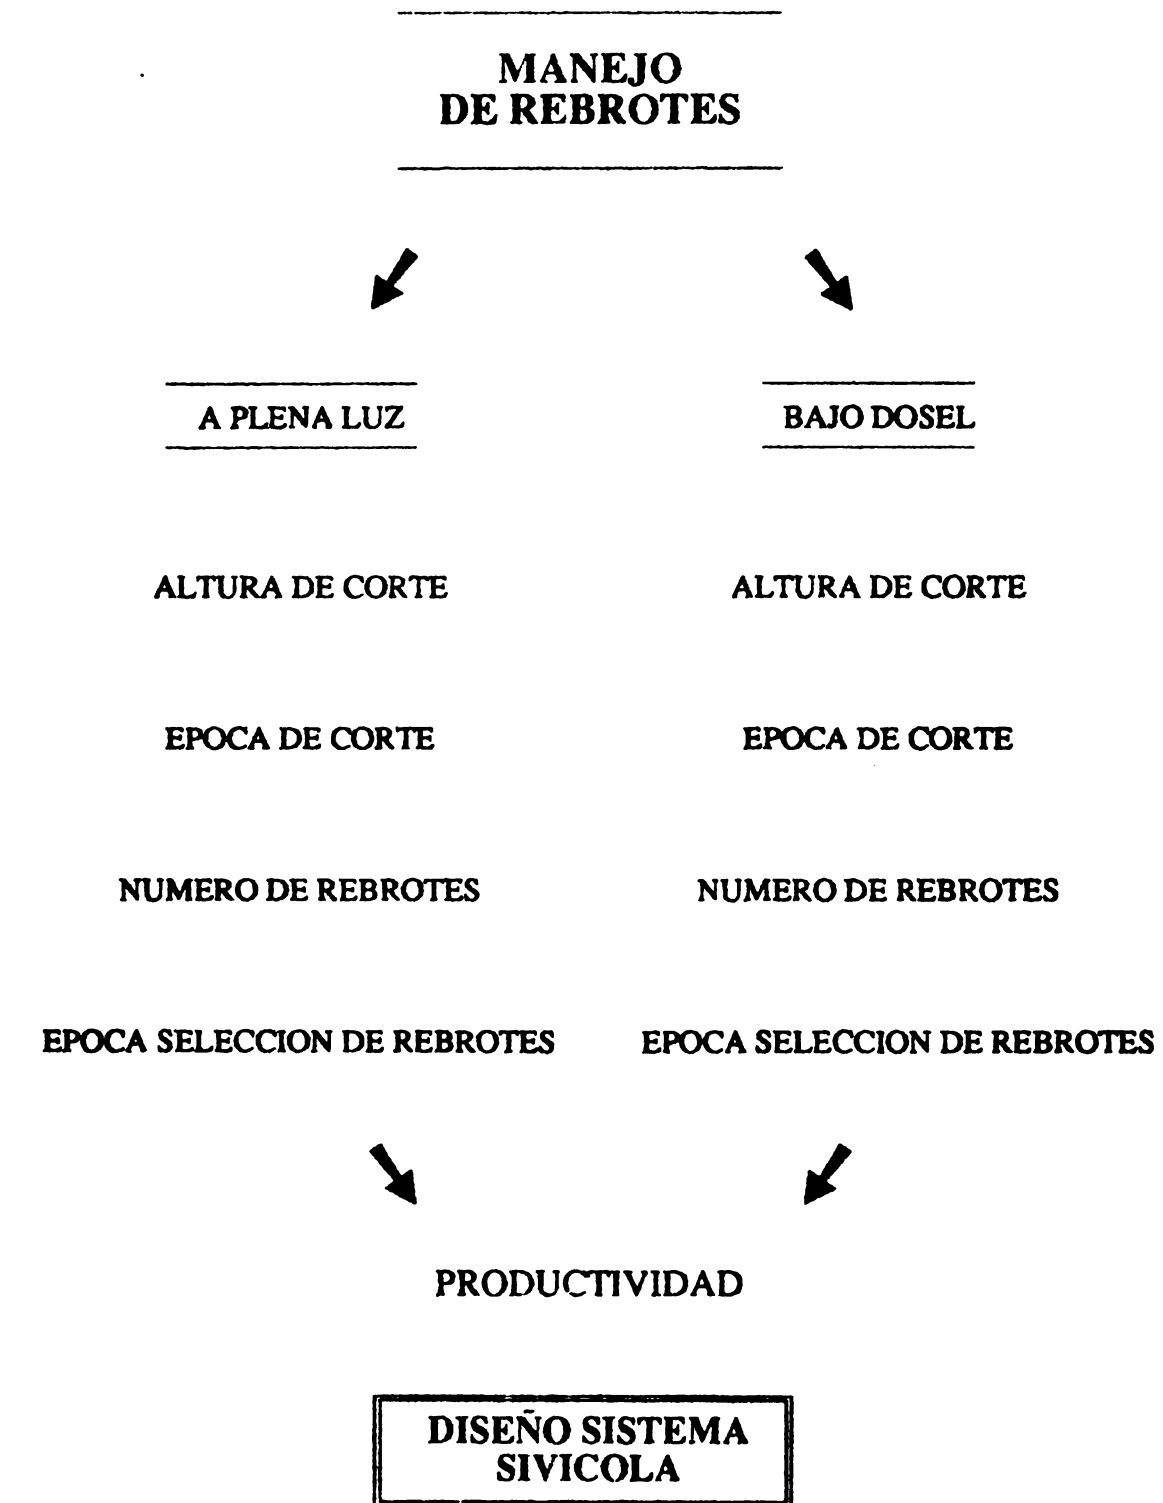 MANEJO
DE REBROTES
A PLENA LUZ
BAJO DOSEL
ALTURA DE CORTE
ALTURA DE CORTE
EPOCA DE CORTE
EPOCA DE CORTE
NUMERO DE REBROTES
NUMERO DE REBROTES
EPOCA SELECCION DE REBROTES
EPOCA SELECCION DE REBROTES
PRODUCTIVIDAD
DISEÑO SISTEMA
SIVICOLA